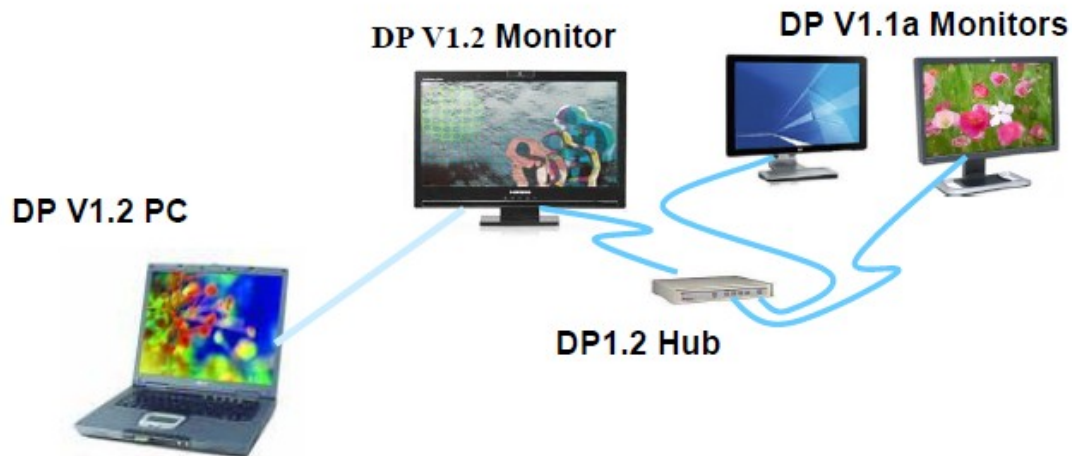 DP V1.2 Monitor
DP V1.1a Monitors
DP V1.2 PC
DP1.2 Hub